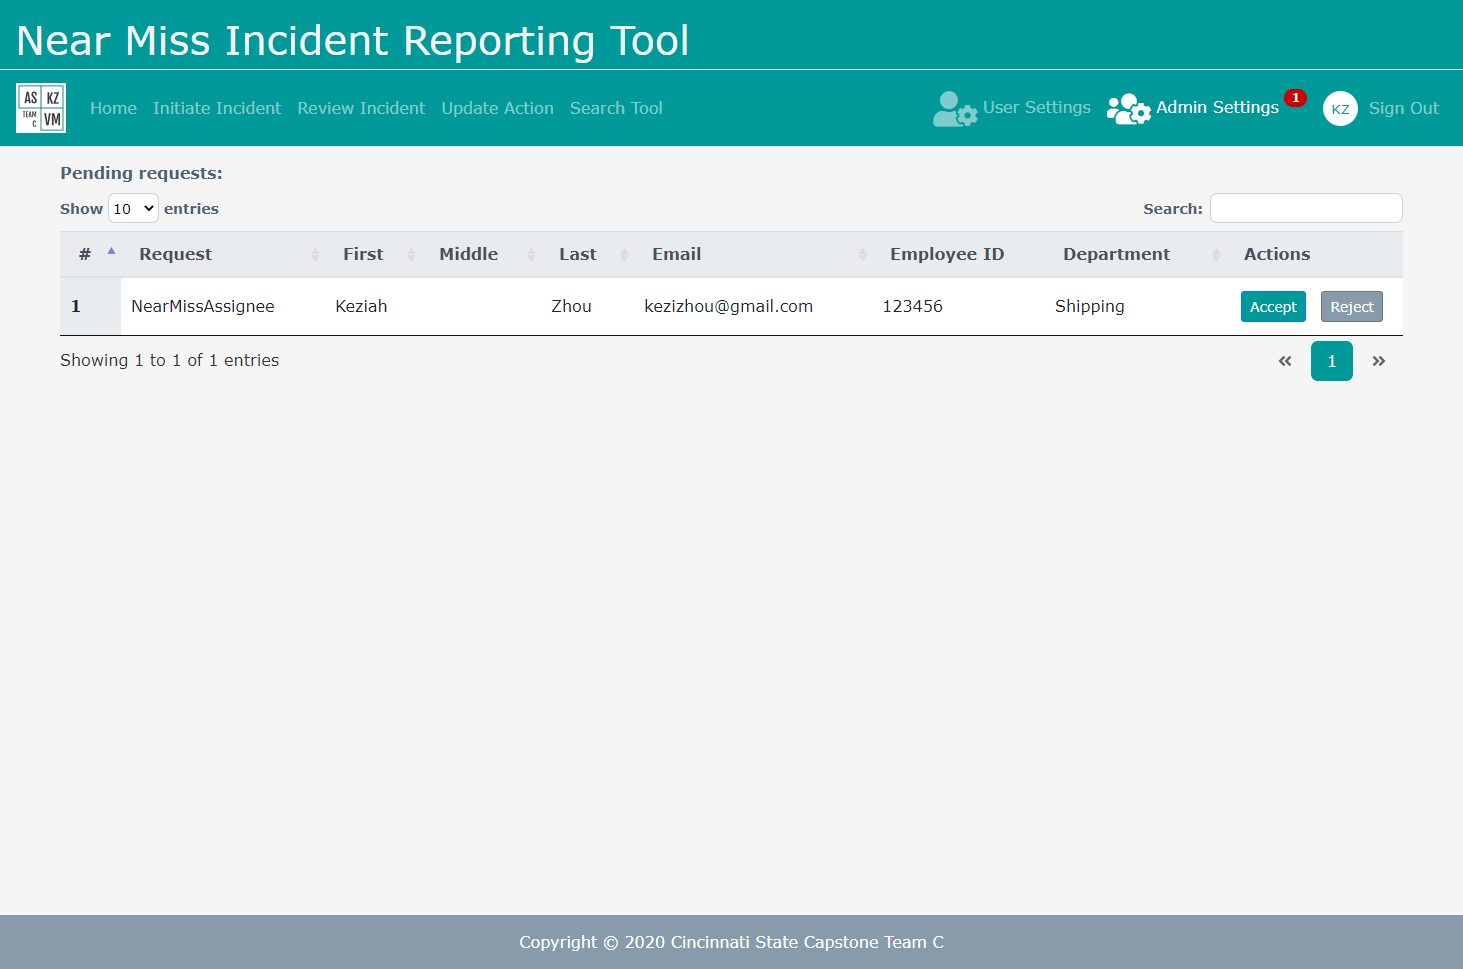 Near Miss Incident Reporting Tool
AS KZ
TEAM C VM
Home Initiate Incident Review Incident Update Action Search Tool User Settings Admin Settings 1 KZ Sign Out
Pending requests:
Show 10 entries Search:
# Request First Middle Last Email Employee ID Department Actions
1 NearMissAssignee Keziah Zhou kezizhou@gmail.com 123456 Shipping Accept Reject
Showing 1 to 1 of 1 entries « 1 »
Copyright © 2020 Cincinnati State Capstone Team C